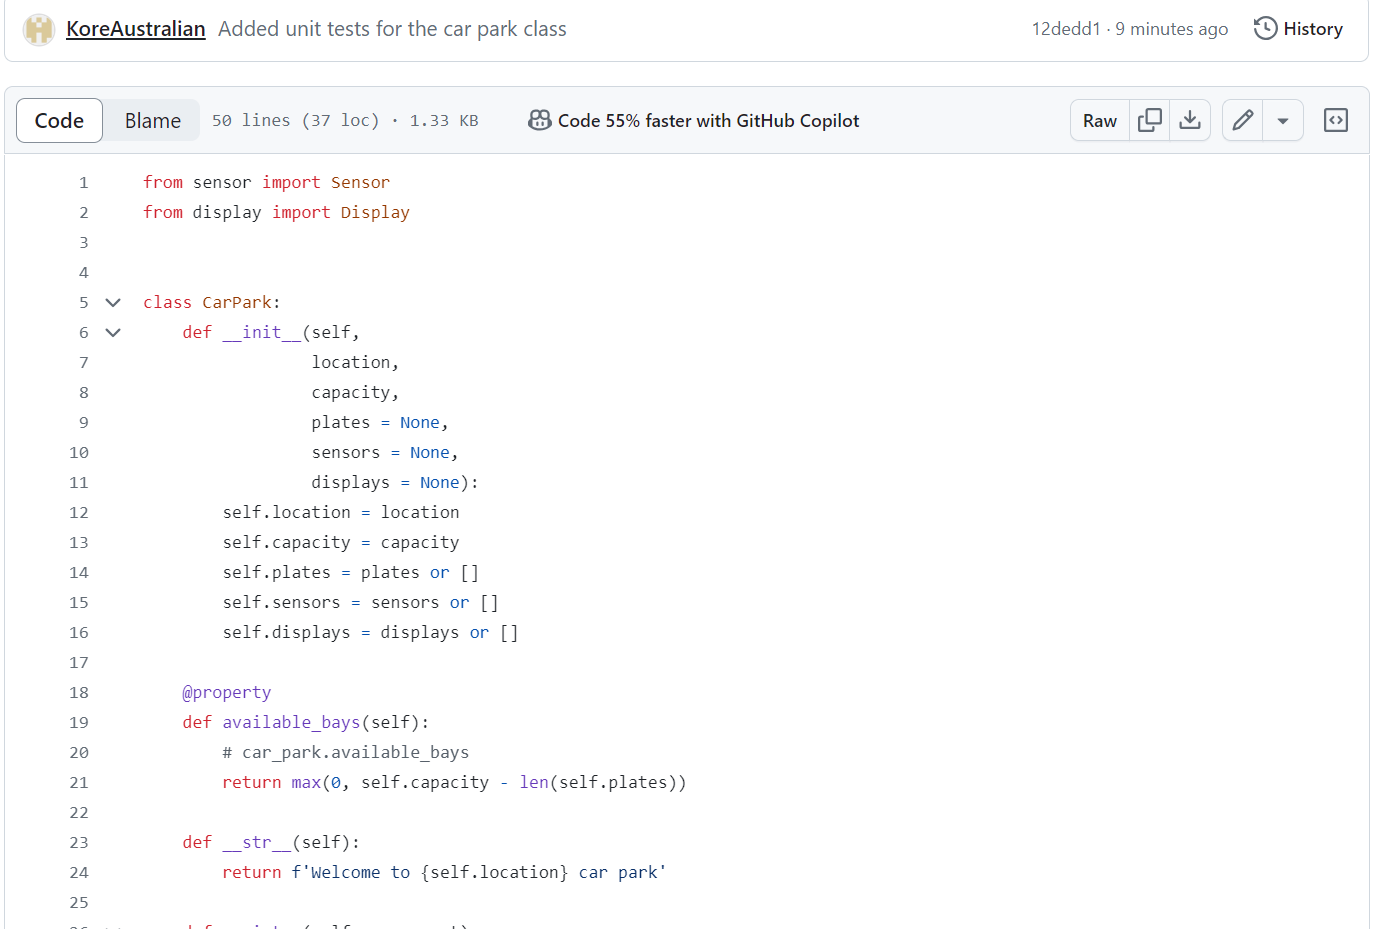 KoreAustralian Added unit tests for the car park class 12dedd1 · 9 minutes ago History
Code Blame 50 lines (37 loc) · 1.33 KB Code 55% faster with GitHub Copilot Raw
1 from sensor import Sensor
2 from display import Display
3
4
5 class CarPark:
6     def __init__(self,
7                  location,
8                  capacity,
9                  plates = None,
10                  sensors = None,
11                  displays = None):
12         self.location = location
13         self.capacity = capacity
14         self.plates = plates or []
15         self.sensors = sensors or []
16         self.displays = displays or []
17
18     @property
19     def available_bays(self):
20         # car_park.available_bays
21         return max(0, self.capacity - len(self.plates))
22
23     def __str__(self):
24         return f'Welcome to {self.location} car park'
25